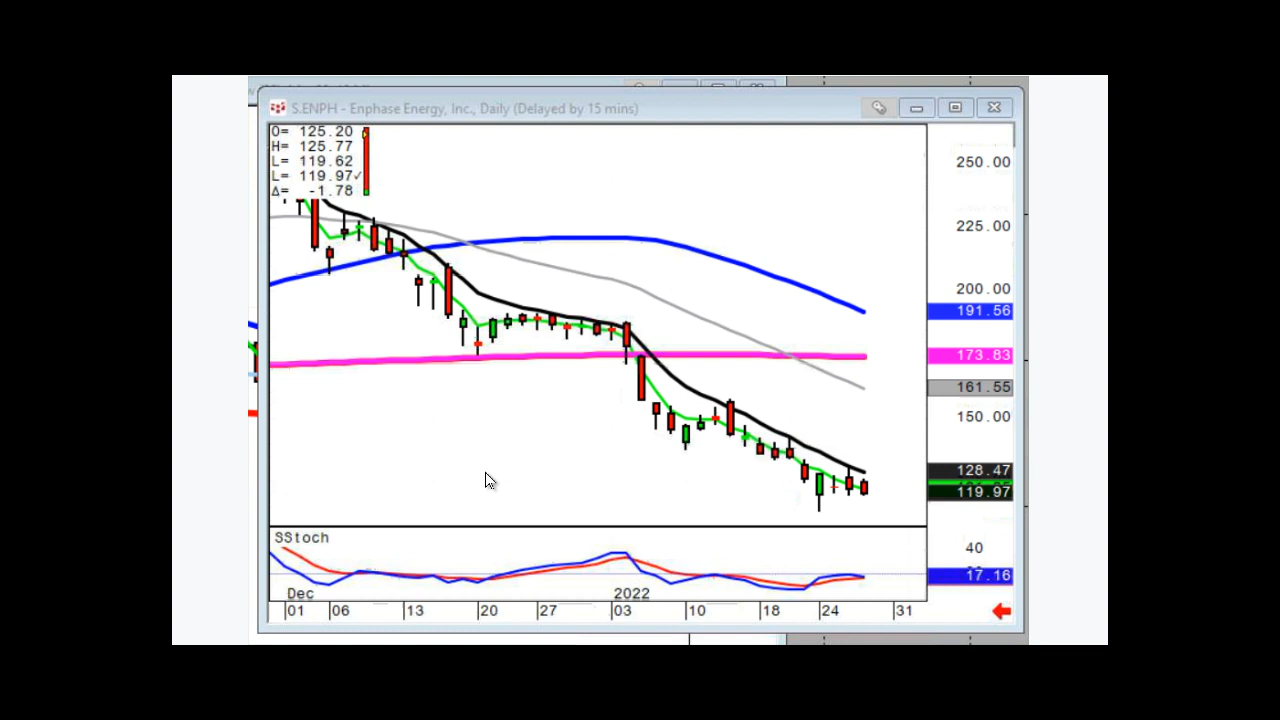 S.ENPH - Enphase Energy, Inc., Daily (Delayed by 15 mins)
O= 125.20
H= 125.77
L= 119.62
L= 119.97✓
Δ= -1.78
250.00
225.00
200.00
191.56
173.83
161.55
150.00
128.47
119.97
SStoch
40
17.16
Dec 2022
01 06 13 20 27 03 10 18 24 31